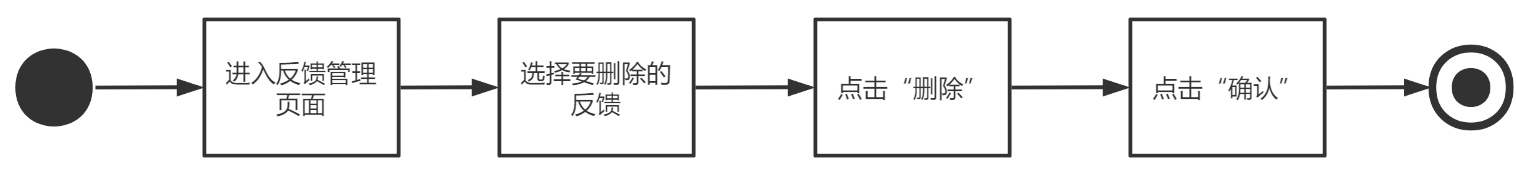 进入反馈管理
页面
选择要删除的
反馈
点击“删除”
点击“确认”